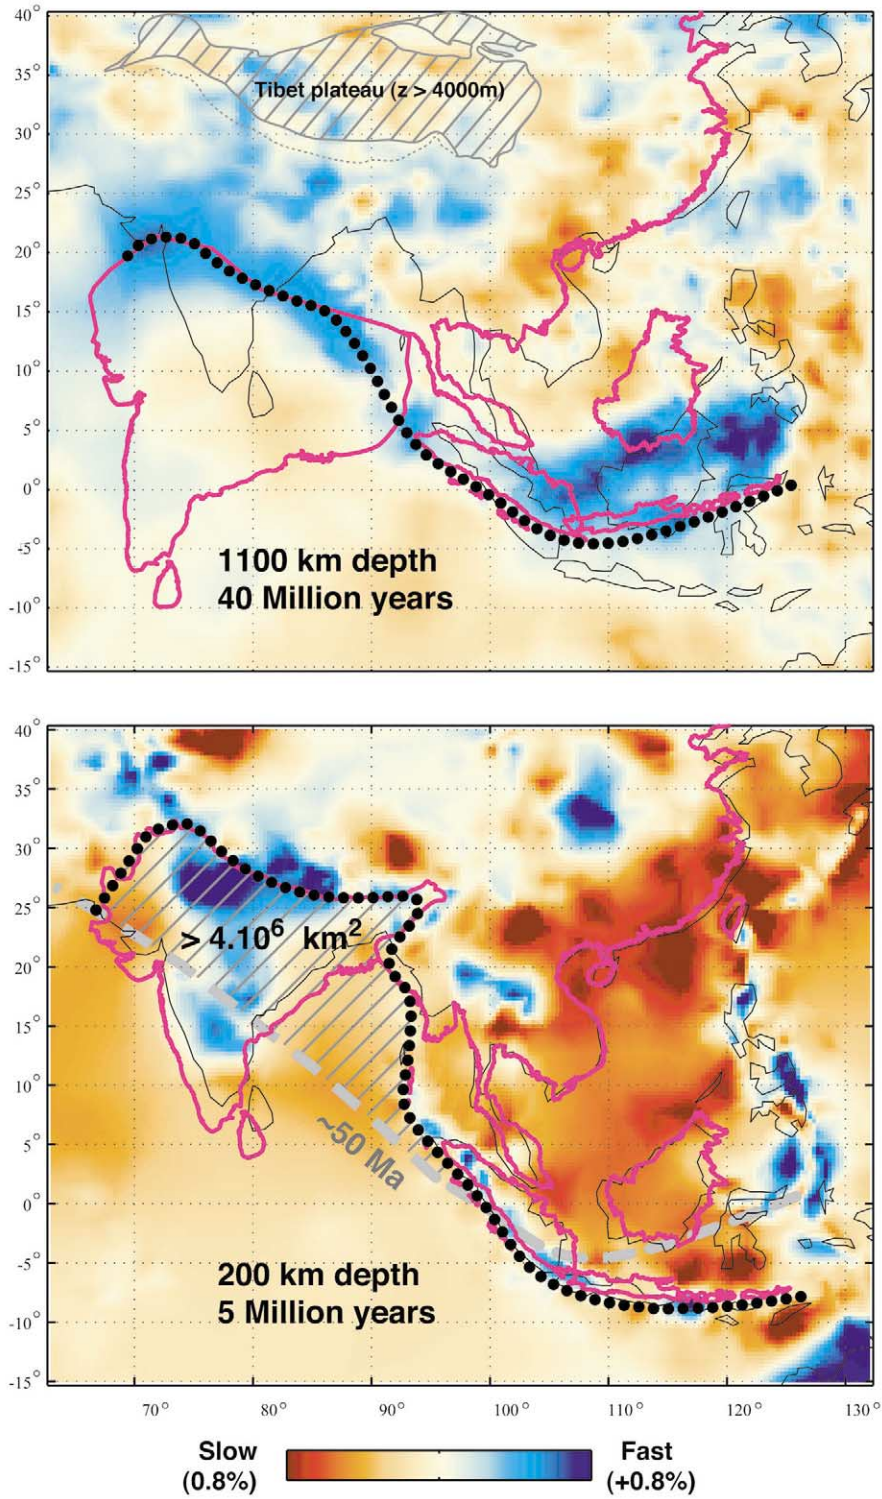 40°
35°
Tibet plateau (z > 4000m)
30°
25°
20°
15°
10°
5°
0°
-5°
1100 km depth
40 Million years
-10°
-15°
40°
35°
30°
25°
> 4.10⁶ km²
20°
15°
10°
5°
~50 Ma
0°
-5°
200 km depth
5 Million years
-10°
-15°
70° 80° 90° 100° 110° 120° 130°
Slow Fast
(0.8%) (+0.8%)